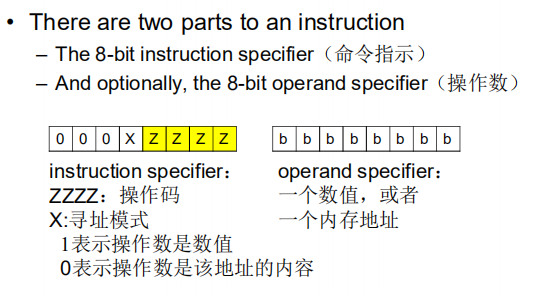 • There are two parts to an instruction
– The 8-bit instruction specifier（命令指示）
– And optionally, the 8-bit operand specifier（操作数）
0 0 0 X Z Z Z Z b b b b b b b b
instruction specifier： operand specifier：
ZZZZ：操作码 一个数值，或者
X:寻址模式 一个内存地址
1表示操作数是数值
0表示操作数是该地址的内容